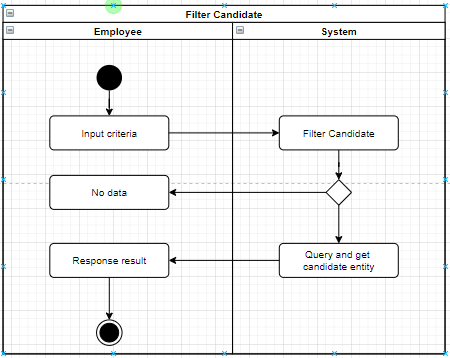 Filter Candidate
Employee
System
Input criteria
Filter Candidate
No data
Response result
Query and get
candidate entity